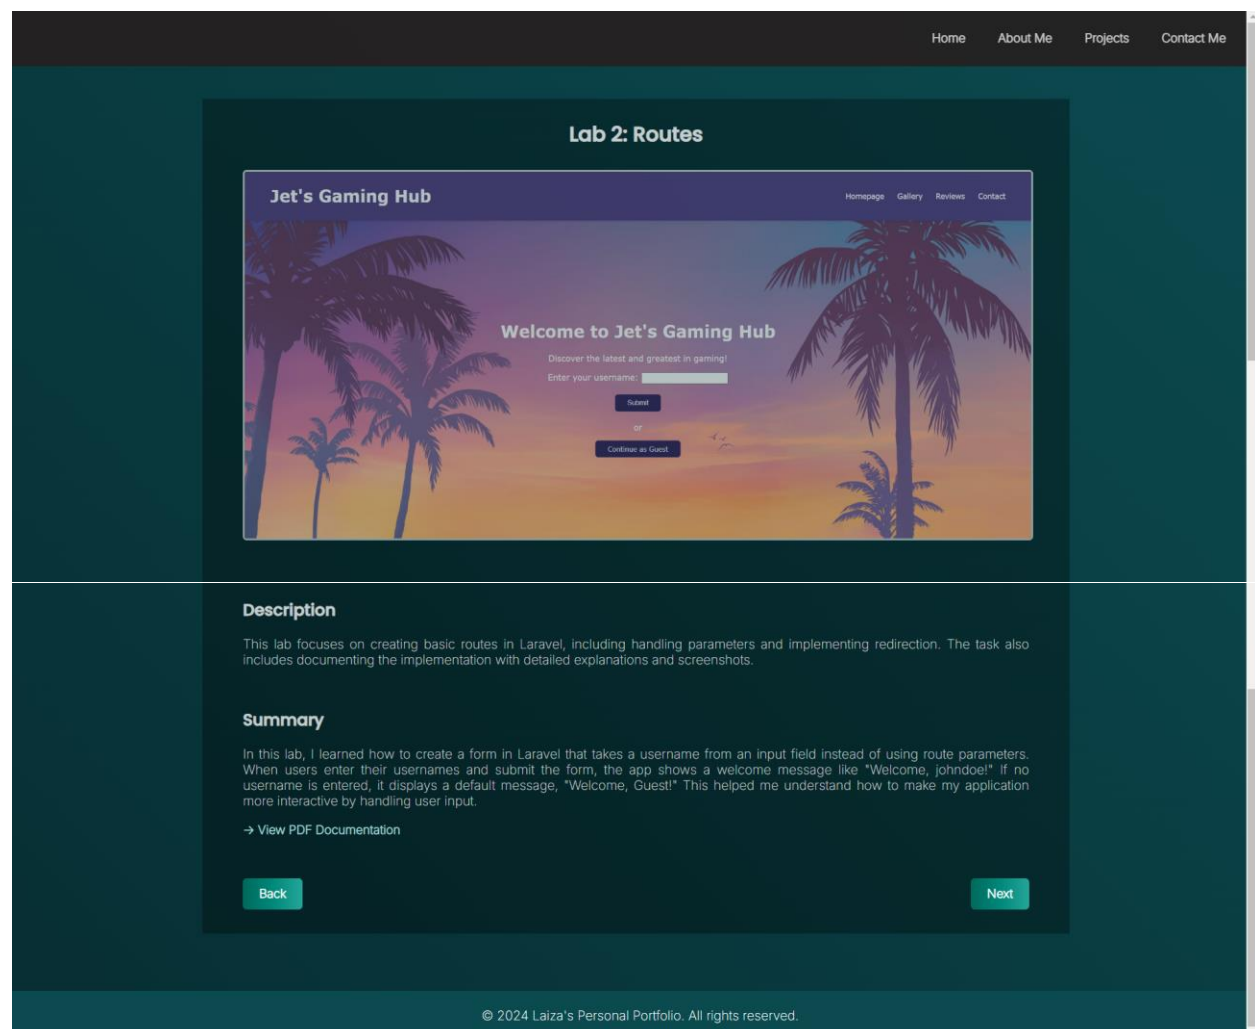 Home About Me Projects Contact Me
Lab 2: Routes
Jet's Gaming Hub
Homepage Gallery Reviews Contact
Welcome to Jet's Gaming Hub
Discover the latest and greatest in gaming!
Enter your username:
Submit
or
Continue as Guest
Description
This lab focuses on creating basic routes in Laravel, including handling parameters and implementing redirection. The task also
includes documenting the implementation with detailed explanations and screenshots.
Summary
In this lab, I learned how to create a form in Laravel that takes a username from an input field instead of using route parameters.
When users enter their usernames and submit the form, the app shows a welcome message like "Welcome, johndoe!" If no
username is entered, it displays a default message, "Welcome, Guest!" This helped me understand how to make my application
more interactive by handling user input.
→ View PDF Documentation
Back
Next
© 2024 Laiza's Personal Portfolio. All rights reserved.